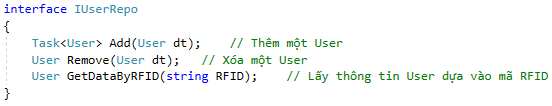 interface IUserRepo
{
Task<User> Add(User dt);    // Thêm một User
User Remove(User dt);   // Xóa một User
User GetDataByRFID(string RFID);    // Lấy thông tin User dựa vào mã RFID
}